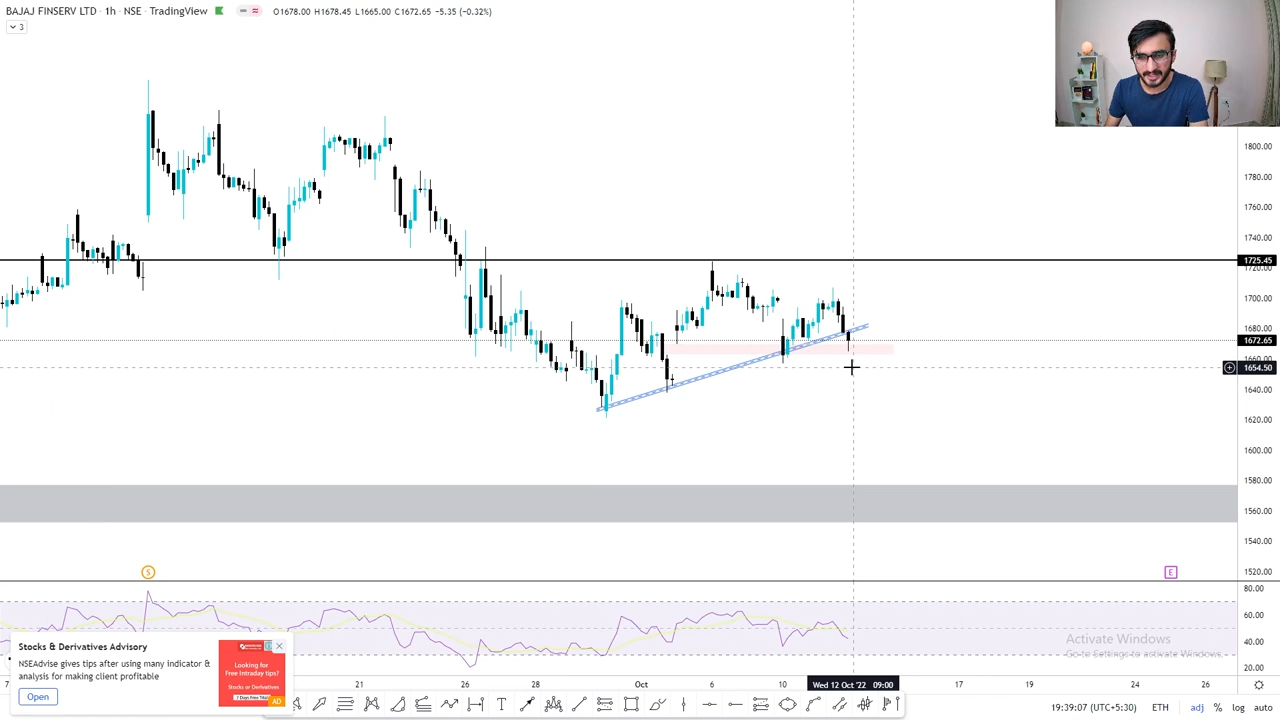 BAJAJ FINSERV LTD · 1h · NSE · TradingView O1678.00 H1678.45 L1665.00 C1672.65 −5.35 (−0.32%)
3
1800.00
1780.00
1760.00
1740.00
1725.45
1720.00
1700.00
1680.00
1672.65
1660.00
1654.50
1640.00
1620.00
1600.00
1580.00
1560.00
1540.00
1520.00
S
E
80.00
60.00
40.00
20.00
Activate Windows
Go to Settings to activate Windows.
Stocks & Derivatives Advisory
NSEAdvise gives tips after using many indicator &
analysis for making client profitable
Open
Looking for
Free Intraday tips?
Stocks or Derivatives
AD
7
21
26
28
Oct
6
10
Wed 12 Oct '22 09:00
17
19
24
26
T
19:39:07 (UTC+5:30)
ETH
adj
%
log
auto